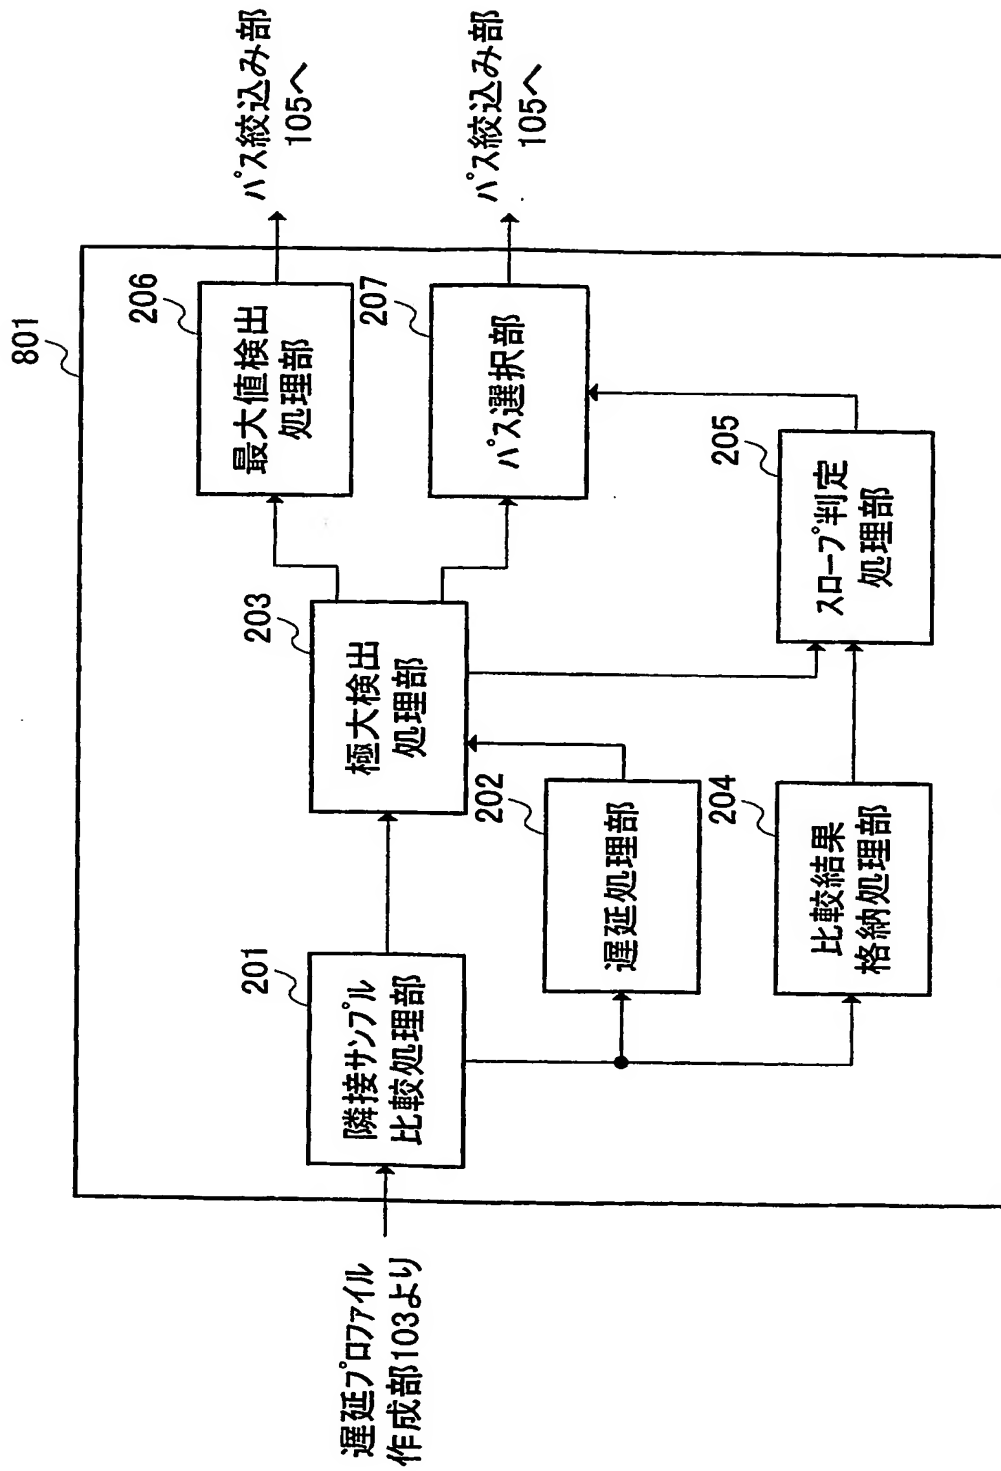 801
遅延プロファイル
作成部103より
201
隣接サンプル
比較処理部
202
遅延処理部
203
極大検出
処理部
204
比較結果
格納処理部
205
スロープ判定
処理部
206
最大値検出
処理部
207
パス選択部
パス絞込み部
105へ
パス絞込み部
105へ